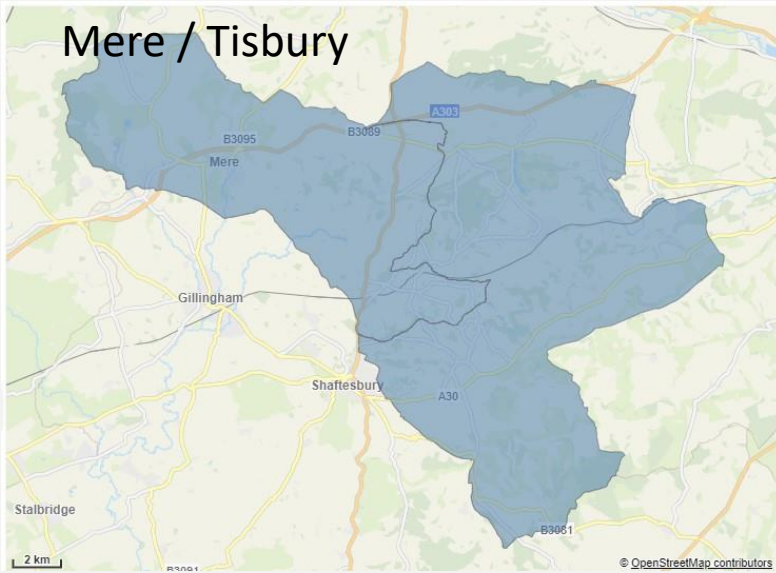 Mere / Tisbury
A303
B3095
B3089
Mere
Gillingham
Shaftesbury
A30
Stalbridge
B3081
2 km
B3091
© OpenStreetMap contributors